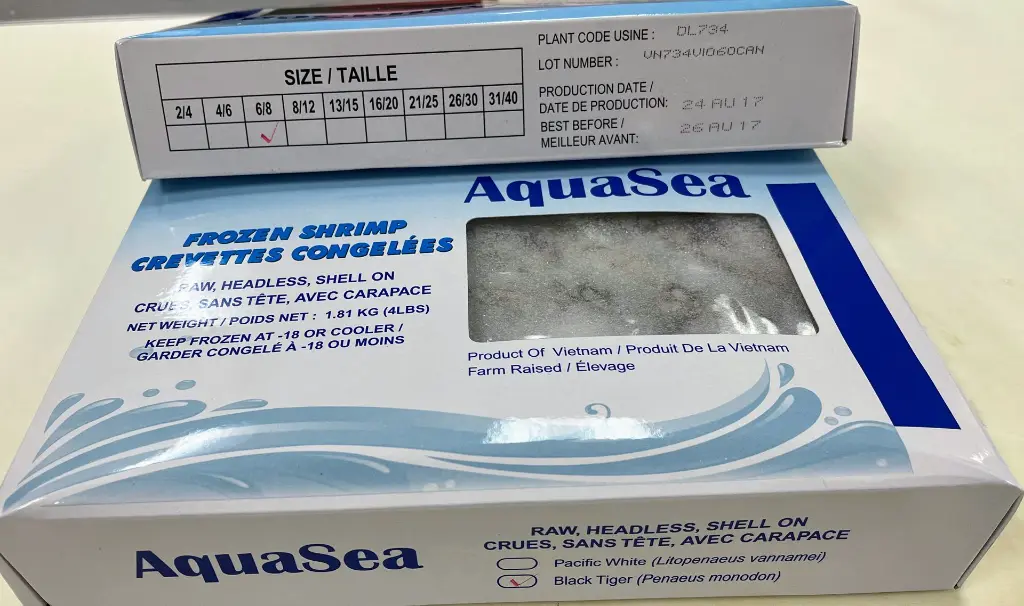 SIZE / TAILLE
2/4 4/6 6/8 8/12 13/15 16/20 21/25 26/30 31/40
PLANT CODE USINE : DL734
LOT NUMBER : VN734VI060CAN
PRODUCTION DATE /
DATE DE PRODUCTION: 24 AU 17
BEST BEFORE /
MEILLEUR AVANT: 26 AU 17
AquaSea
FROZEN SHRIMP
CREVETTES CONGELÉES
RAW, HEADLESS, SHELL ON
CRUES, SANS TÊTE, AVEC CARAPACE
NET WEIGHT / POIDS NET : 1.81 KG (4LBS)
KEEP FROZEN AT -18 OR COOLER /
GARDER CONGELÉ À -18 OU MOINS
Product Of Vietnam / Produit De La Vietnam
Farm Raised / Élevage
AquaSea
RAW, HEADLESS, SHELL ON
CRUES, SANS TÊTE, AVEC CARAPACE
Pacific White (Litopenaeus vannamei)
Black Tiger (Penaeus monodon)